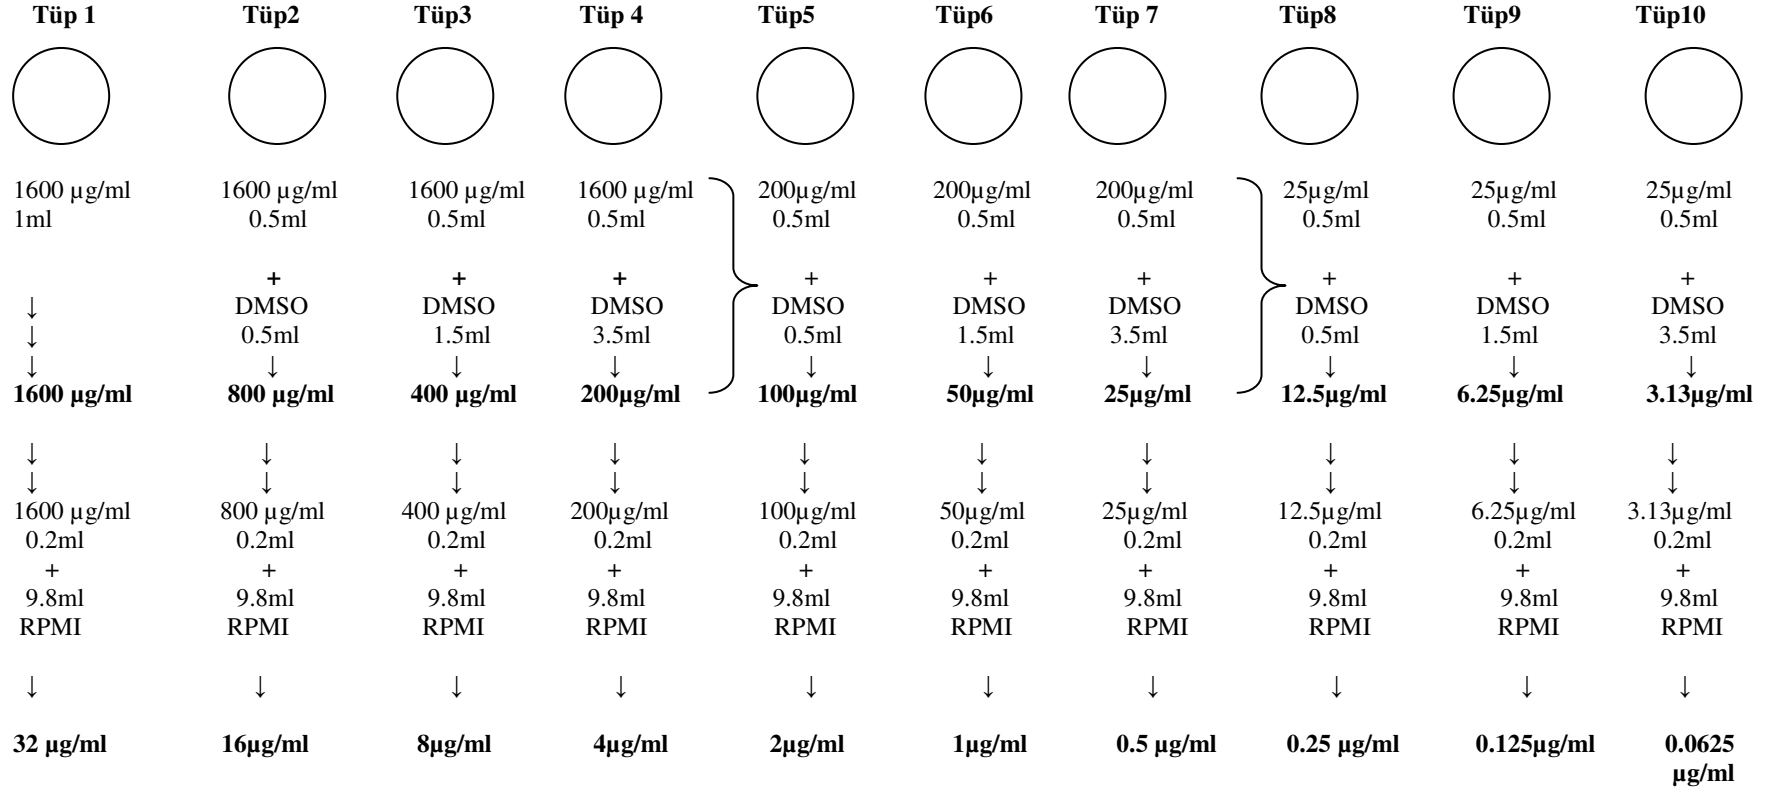 Tüp 1 Tüp2 Tüp3 Tüp 4 Tüp5 Tüp6 Tüp 7 Tüp8 Tüp9 Tüp10
1600 µg/ml 1600 µg/ml 1600 µg/ml 1600 µg/ml 200µg/ml 200µg/ml 200µg/ml 25µg/ml 25µg/ml 25µg/ml
1ml 0.5ml 0.5ml 0.5ml 0.5ml 0.5ml 0.5ml 0.5ml 0.5ml 0.5ml
+ + + + + + + + +
↓ DMSO DMSO DMSO DMSO DMSO DMSO DMSO DMSO DMSO
↓ 0.5ml 1.5ml 3.5ml 0.5ml 1.5ml 3.5ml 0.5ml 1.5ml 3.5ml
↓ ↓ ↓ ↓ ↓ ↓ ↓ ↓ ↓ ↓
1600 µg/ml 800 µg/ml 400 µg/ml 200µg/ml 100µg/ml 50µg/ml 25µg/ml 12.5µg/ml 6.25µg/ml 3.13µg/ml
↓ ↓ ↓ ↓ ↓ ↓ ↓ ↓ ↓ ↓
↓ ↓ ↓ ↓ ↓ ↓ ↓ ↓ ↓ ↓
1600 µg/ml 800 µg/ml 400 µg/ml 200µg/ml 100µg/ml 50µg/ml 25µg/ml 12.5µg/ml 6.25µg/ml 3.13µg/ml
0.2ml 0.2ml 0.2ml 0.2ml 0.2ml 0.2ml 0.2ml 0.2ml 0.2ml 0.2ml
+ + + + + + + + + +
9.8ml 9.8ml 9.8ml 9.8ml 9.8ml 9.8ml 9.8ml 9.8ml 9.8ml 9.8ml
RPMI RPMI RPMI RPMI RPMI RPMI RPMI RPMI RPMI RPMI
↓ ↓ ↓ ↓ ↓ ↓ ↓ ↓ ↓ ↓
32 µg/ml 16µg/ml 8µg/ml 4µg/ml 2µg/ml 1µg/ml 0.5 µg/ml 0.25 µg/ml 0.125µg/ml 0.0625
µg/ml